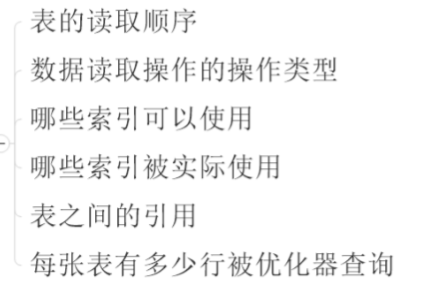 表的读取顺序
数据读取操作的操作类型
哪些索引可以使用
哪些索引被实际使用
表之间的引用
每张表有多少行被优化器查询